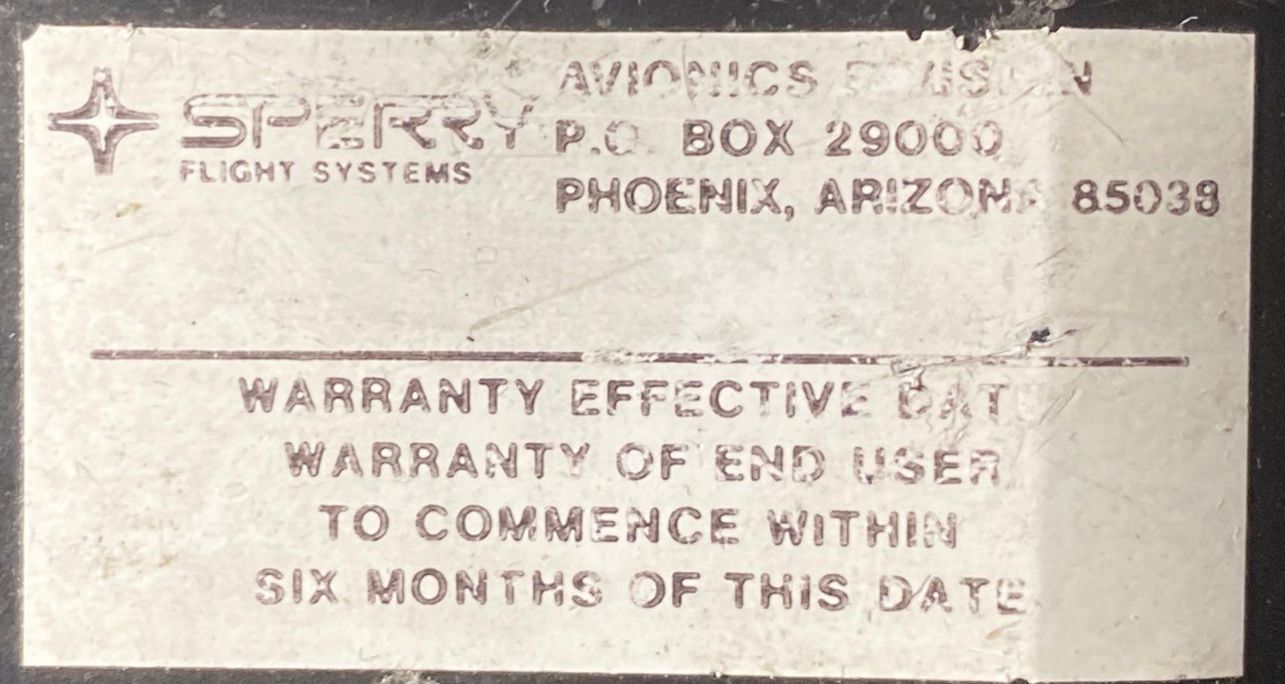 SPERRY
FLIGHT SYSTEMS
AVIONICS DIVISION
P.O. BOX 29000
PHOENIX, ARIZONA 85038
WARRANTY EFFECTIVE DATE
WARRANTY OF END USER
TO COMMENCE WITHIN
SIX MONTHS OF THIS DATE